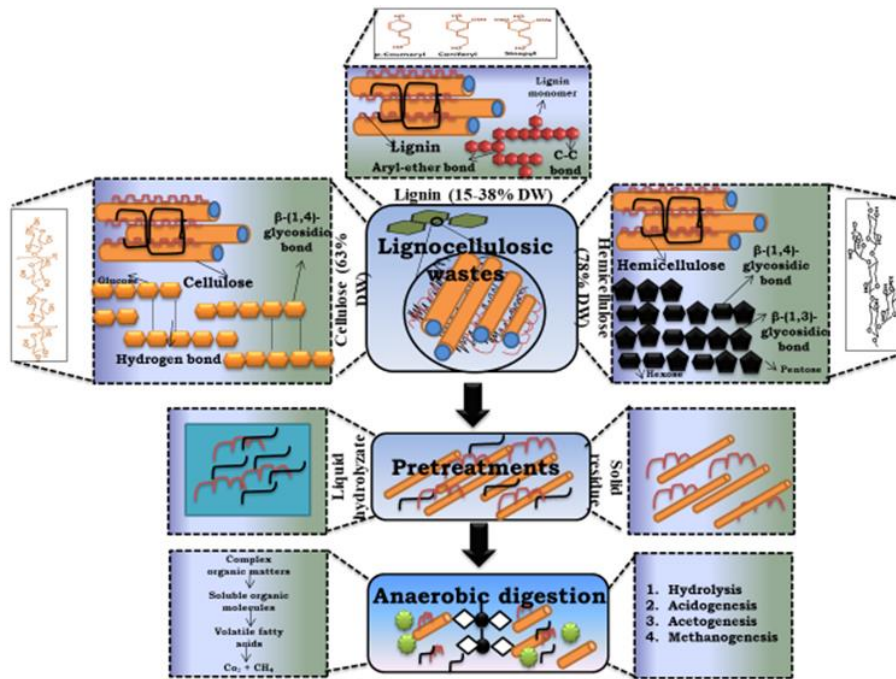 p-Coumaryl Coniferyl Sinapyl
Lignin
monomer
Lignin
Aryl-ether bond
C-C
bond
Lignin (15-38% DW)
β-(1,4)-
glycosidic
bond
Glucose
Cellulose
Hydrogen bond
Cellulose (63%
DW)
Lignocellulosic
wastes
Hemicellulose
(78% DW)
Hemicellulose
β-(1,4)-
glycosidic
bond
β-(1,3)-
glycosidic
bond
Hexose
Pentose
Liquid
hydrolyzate
Pretreatments
Solid
residue
Complex
organic matters
Soluble organic
molecules
Volatile fatty
acids
Co₂ + CH₄
Anaerobic digestion
1. Hydrolysis
2. Acidogenesis
3. Acetogenesis
4. Methanogenesis